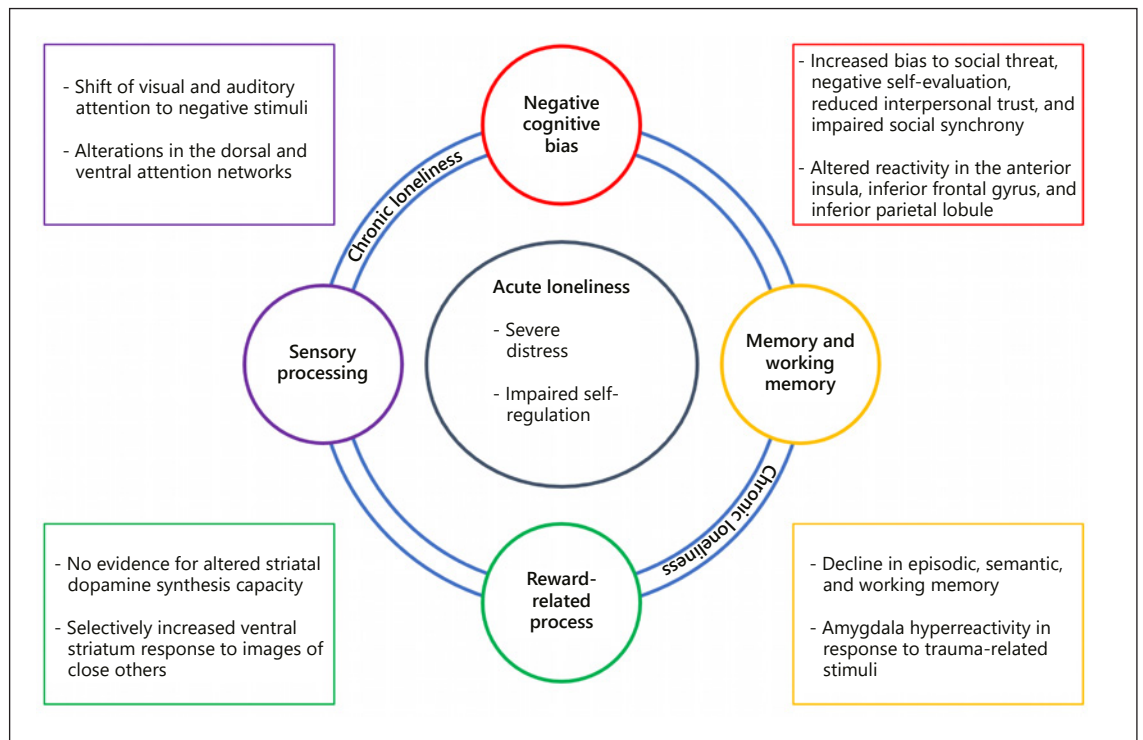 - Shift of visual and auditory
attention to negative stimuli
- Alterations in the dorsal and
ventral attention networks
Negative
cognitive
bias
- Increased bias to social threat,
negative self-evaluation,
reduced interpersonal trust, and
impaired social synchrony
- Altered reactivity in the anterior
insula, inferior frontal gyrus, and
inferior parietal lobule
Chronic loneliness
Sensory
processing
Acute loneliness
- Severe
distress
- Impaired self-
regulation
Memory and
working
memory
Chronic loneliness
- No evidence for altered striatal
dopamine synthesis capacity
- Selectively increased ventral
striatum response to images of
close others
Reward-
related
process
- Decline in episodic, semantic,
and working memory
- Amygdala hyperreactivity in
response to trauma-related
stimuli